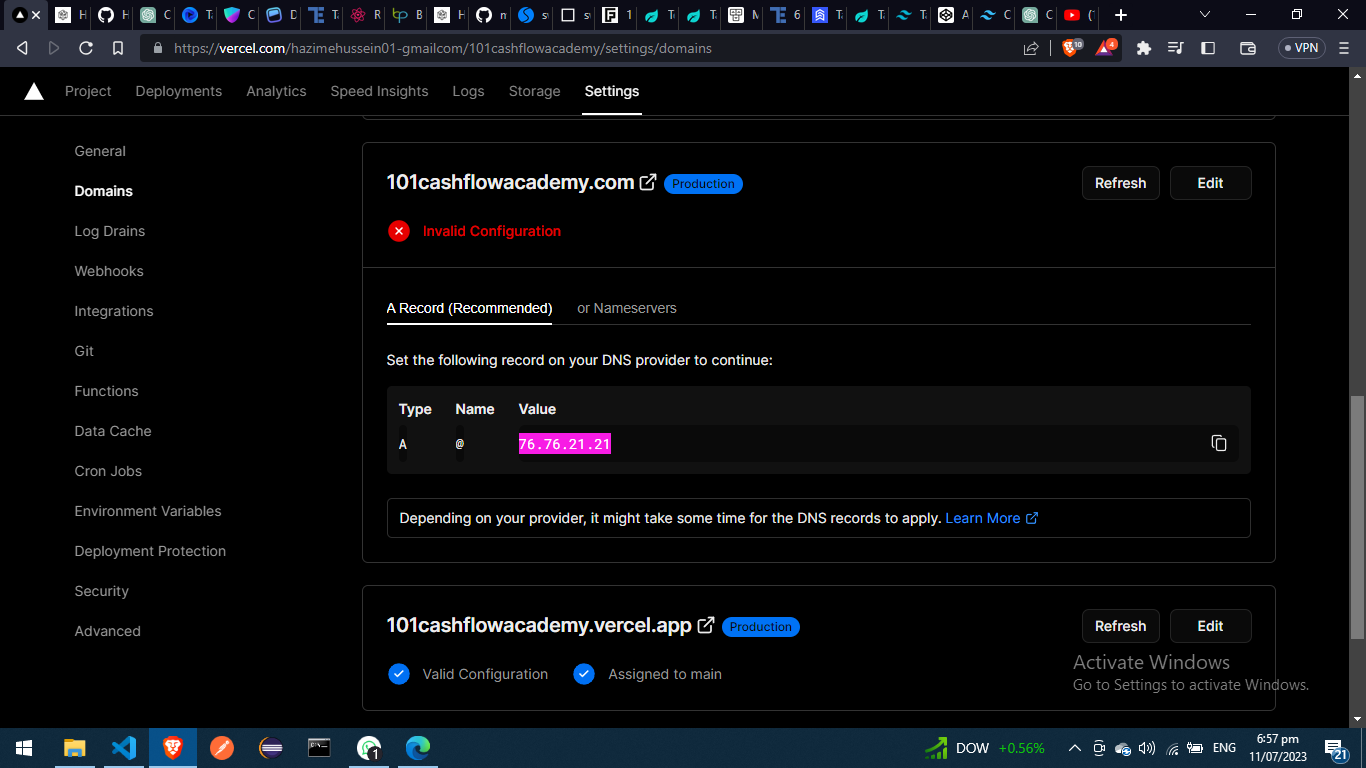 https://vercel.com/hazimehussein01-gmailcom/101cashflowacademy/settings/domains
10
4
VPN
Project Deployments Analytics Speed Insights Logs Storage Settings
General
Domains
Log Drains
Webhooks
Integrations
Git
Functions
Data Cache
Cron Jobs
Environment Variables
Deployment Protection
Security
Advanced
101cashflowacademy.com Production Refresh Edit
Invalid Configuration
A Record (Recommended) or Nameservers
Set the following record on your DNS provider to continue:
Type Name Value
A @ 76.76.21.21
Depending on your provider, it might take some time for the DNS records to apply. Learn More
101cashflowacademy.vercel.app Production Refresh Edit
Valid Configuration Assigned to main
Activate Windows
Go to Settings to activate Windows.
1
DOW +0.56%
ENG
6:57 pm
11/07/2023
21